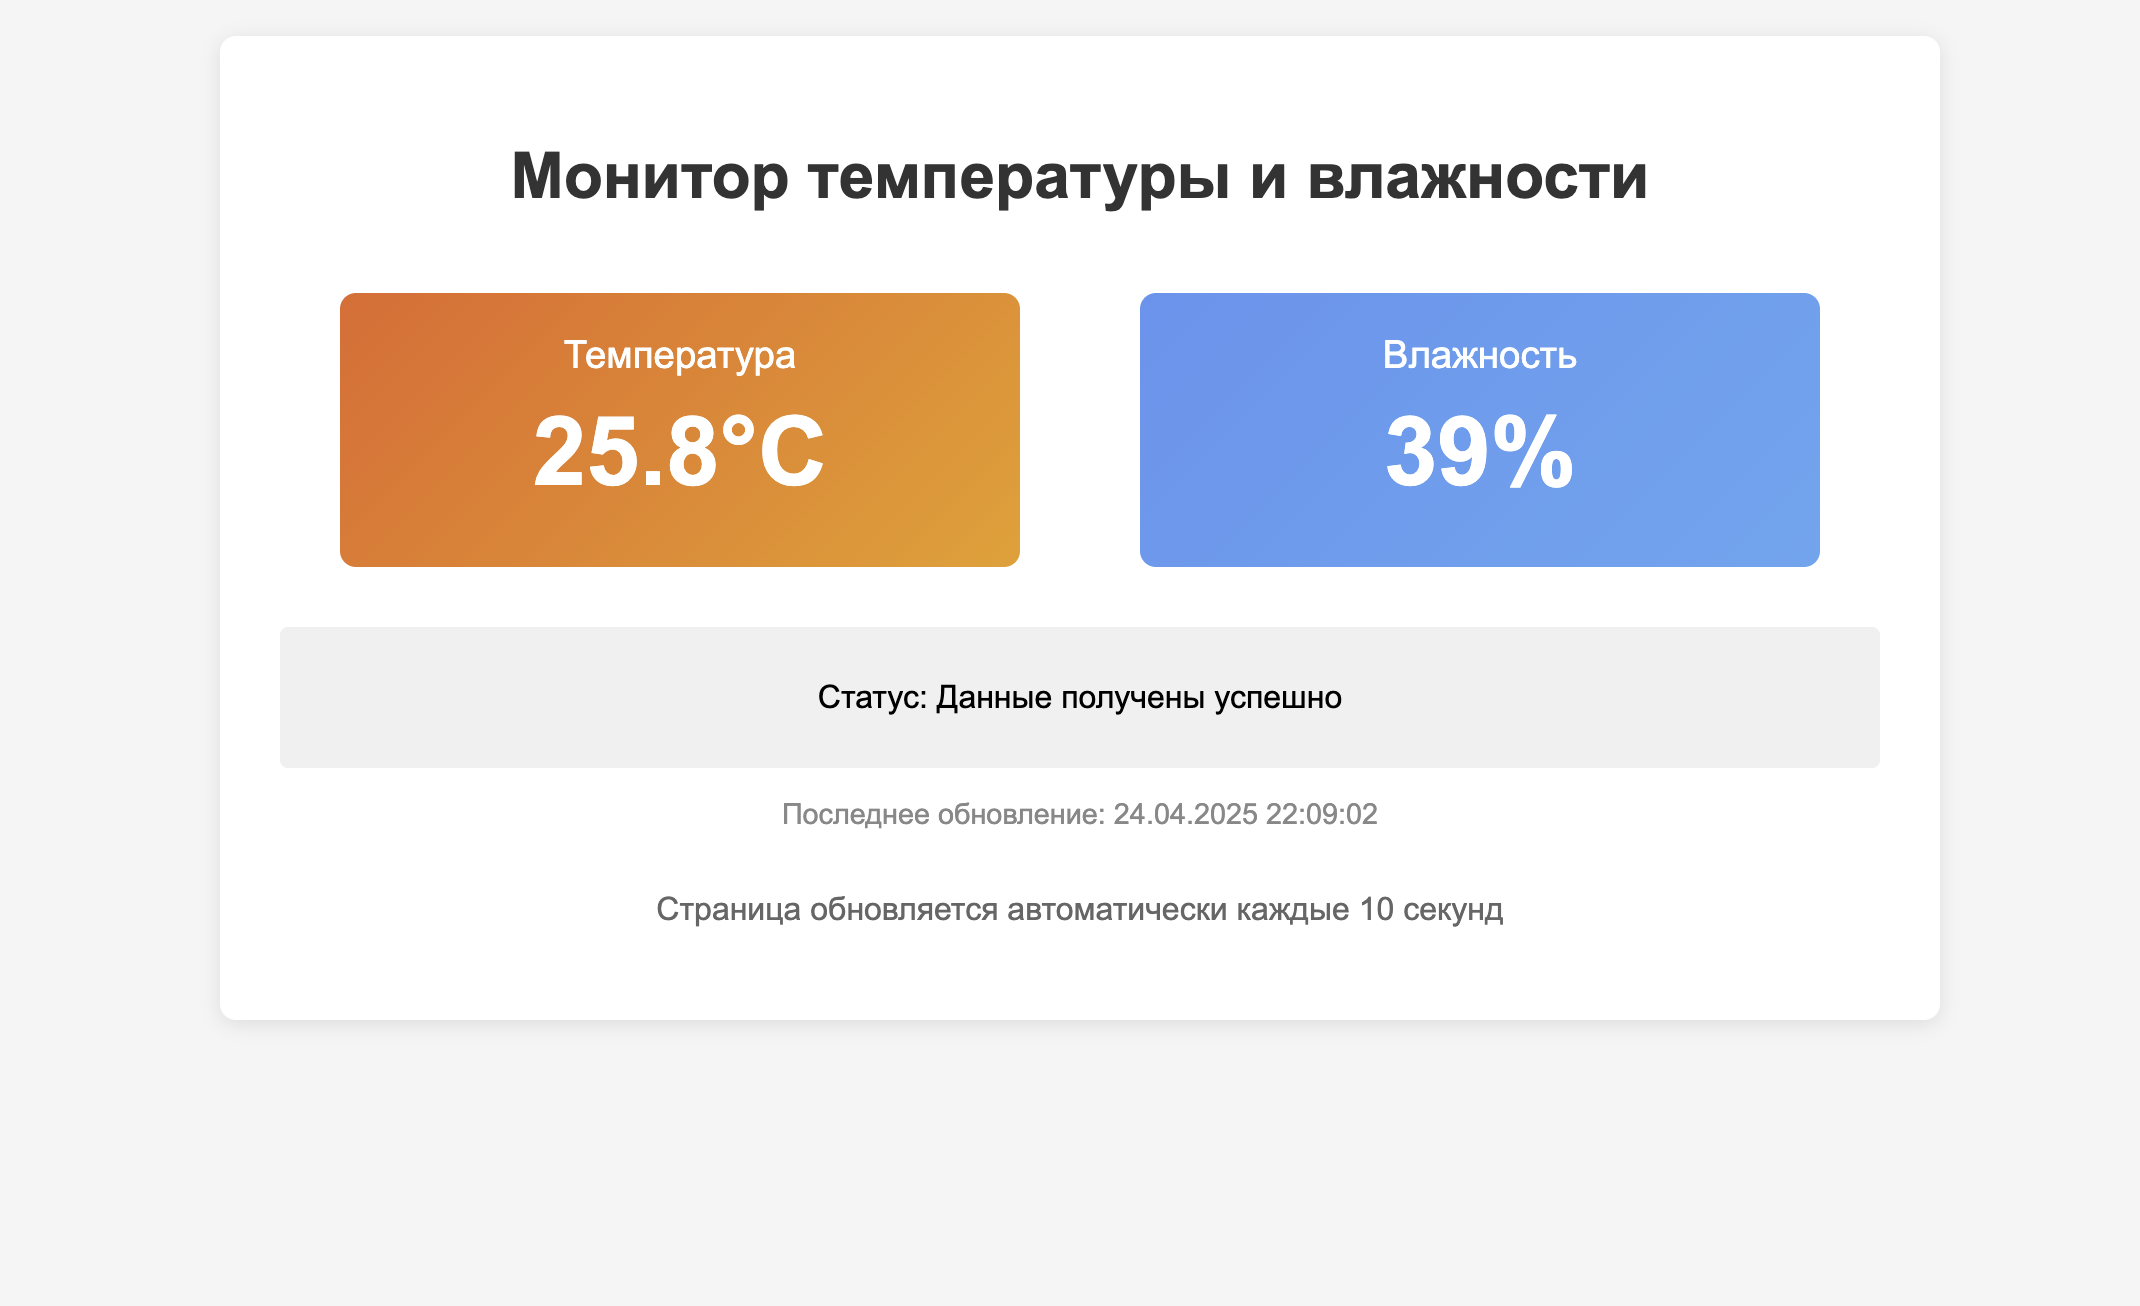 Монитор температуры и влажности
Температура
25.8°C
Влажность
39%
Статус: Данные получены успешно
Последнее обновление: 24.04.2025 22:09:02
Страница обновляется автоматически каждые 10 секунд